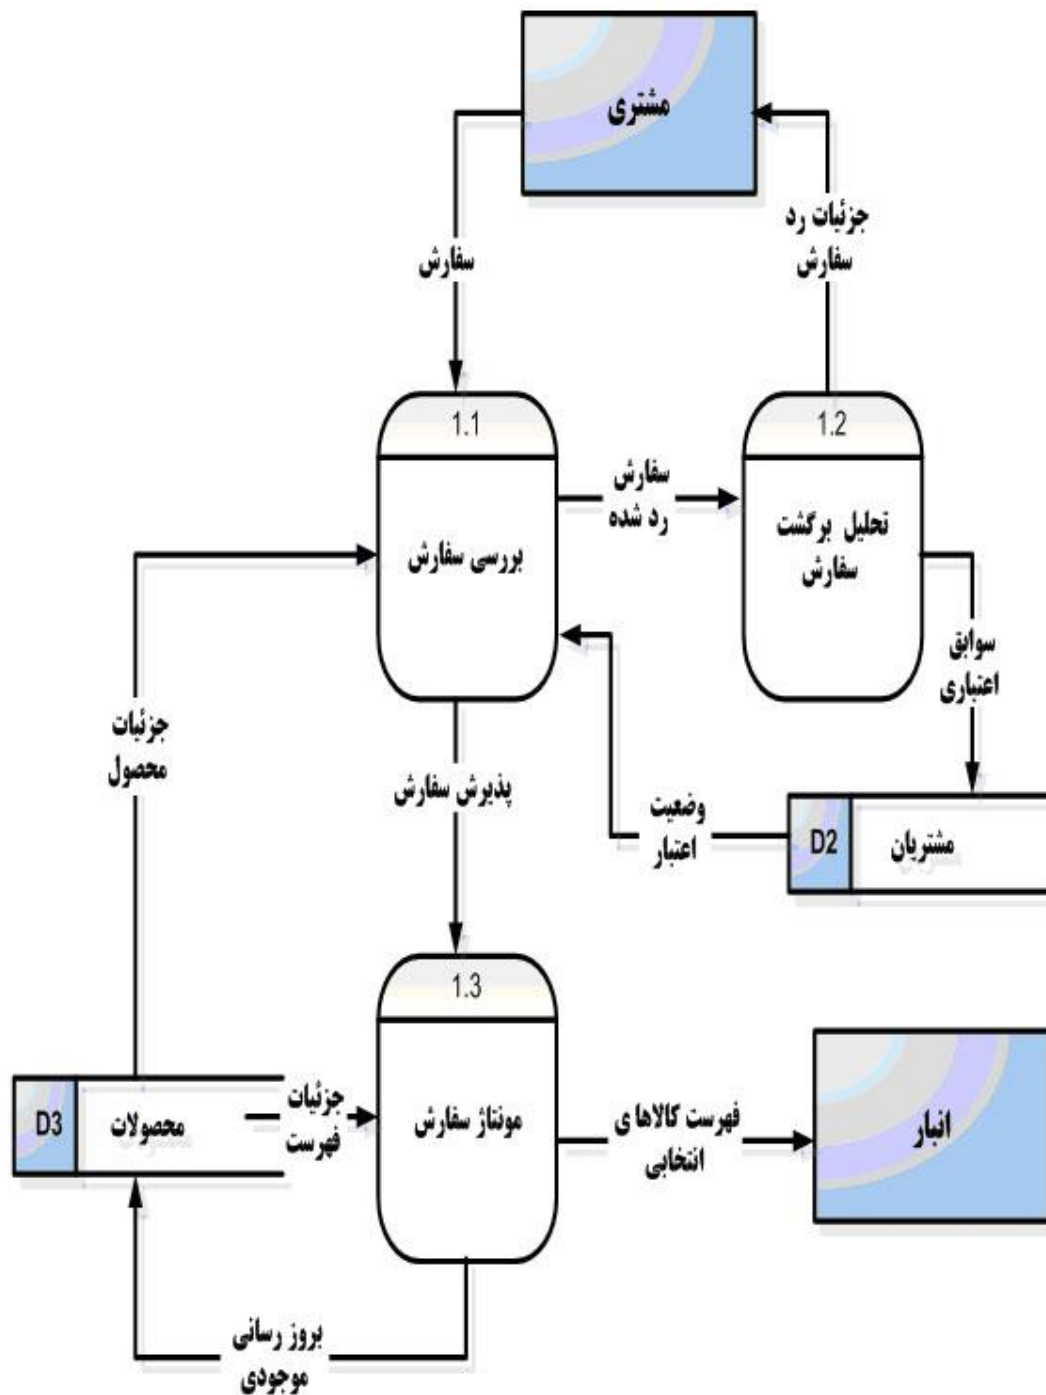 مشتری
جزئیات رد
سفارش
سفارش
1.1
1.2
سفارش
رد شده
تحلیل برگشت
سفارش
بررسی سفارش
سوابق
اعتباری
جزئیات
محصول
پذیرش سفارش
وضعیت
اعتبار
D2
مشتریان
1.3
D3
محصولات
جزئیات
فهرست
مونتاژ سفارش
فهرست کالاها ی
انتخابی
انبار
بروز رسانی
موجودی